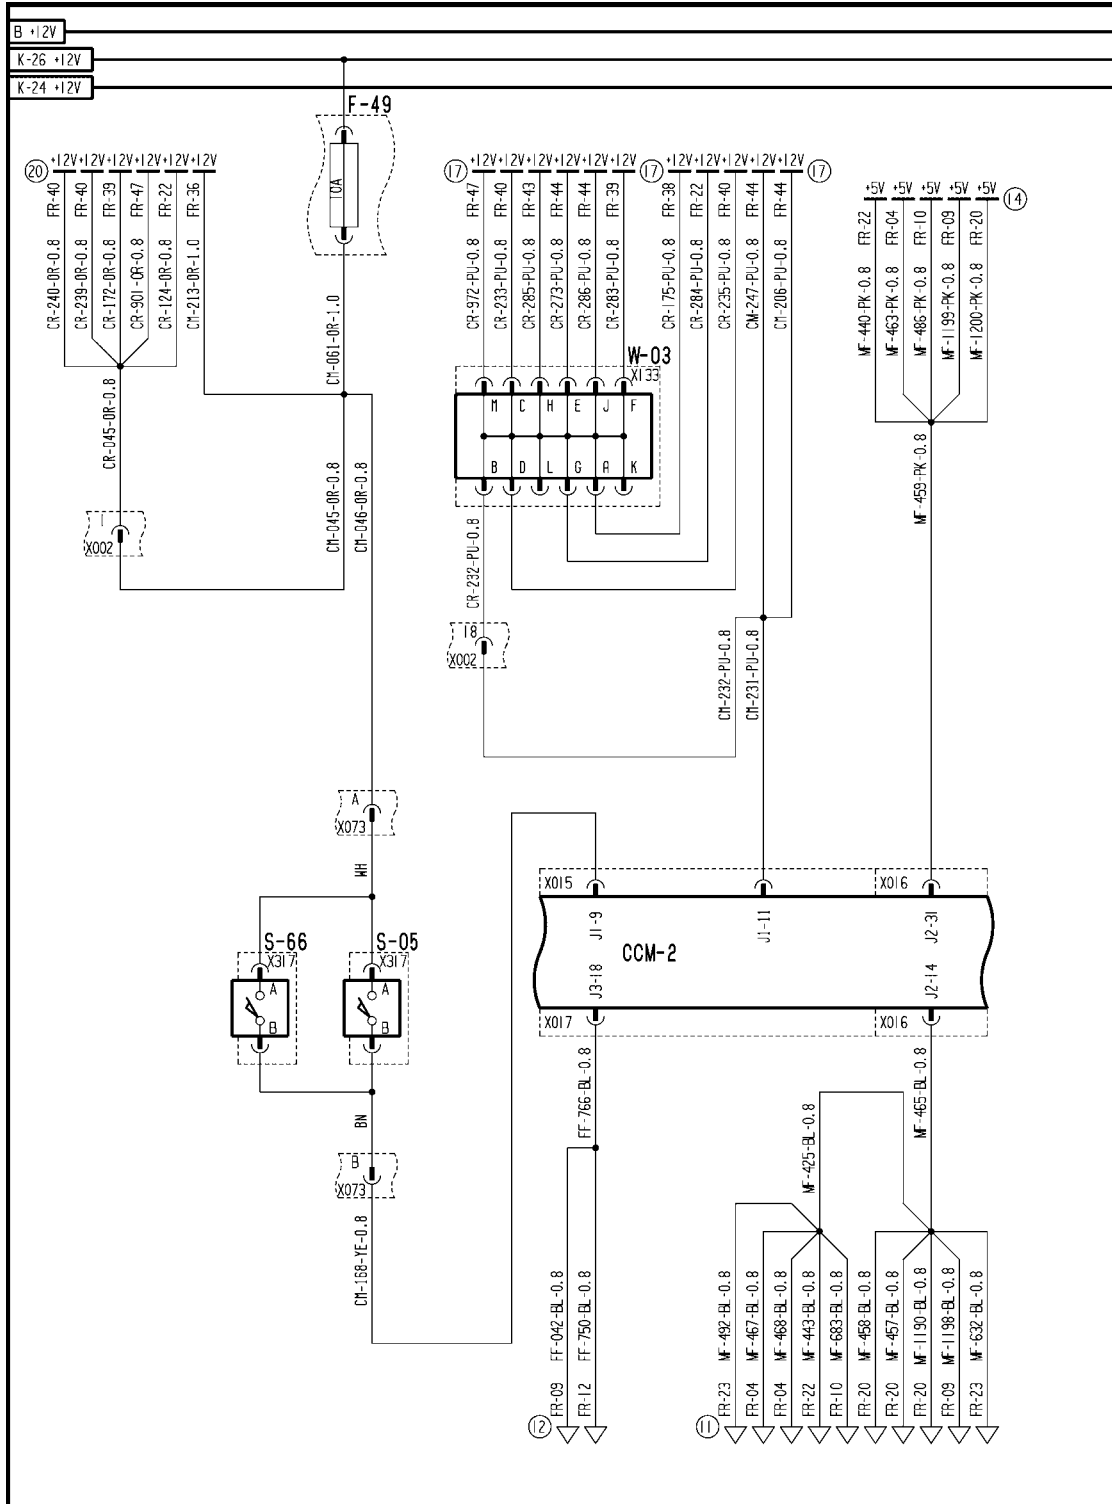 B +12V
K-26 +12V
K-24 +12V
F-49
10A
20
+12V +12V +12V +12V +12V +12V
FR-40 FR-40 FR-39 FR-47 FR-22 FR-36
CR-240-OR-0.8
CR-239-OR-0.8
CR-172-OR-0.8
CR-901-OR-0.8
CR-124-OR-0.8
CM-213-OR-1.0
17
+12V +12V +12V +12V +12V +12V
FR-47 FR-40 FR-43 FR-44 FR-44 FR-39
CR-972-PU-0.8
CR-233-PU-0.8
CR-285-PU-0.8
CR-273-PU-0.8
CR-286-PU-0.8
CR-283-PU-0.8
17
+12V +12V +12V +12V +12V
17
FR-38 FR-22 FR-40 FR-44 FR-44
CR-175-PU-0.8
CR-284-PU-0.8
CR-235-PU-0.8
CM-247-PU-0.8
CM-206-PU-0.8
+5V +5V +5V +5V +5V
14
FR-22 FR-04 FR-10 FR-09 FR-20
MF-440-PK-0.8
MF-463-PK-0.8
MF-486-PK-0.8
MF-1199-PK-0.8
MF-1200-PK-0.8
CM-061-OR-1.0
W-03
X133
M C H E J F
B D L G A K
CR-045-OR-0.8
CM-045-OR-0.8
CM-046-OR-0.8
MF-459-PK-0.8
1
X002
CR-232-PU-0.8
18
X002
CM-232-PU-0.8
CM-231-PU-0.8
A
X073
WH
X015
X016
J1-9
J1-11
J2-31
CCM-2
J3-18
J2-14
X017
X016
S-66
X317
A
B
S-05
X317
A
B
BN
B
X073
CM-168-YE-0.8
FF-766-BL-0.8
MF-465-BL-0.8
MF-425-BL-0.8
FF-042-BL-0.8
FF-750-BL-0.8
MF-492-BL-0.8
MF-467-BL-0.8
MF-468-BL-0.8
MF-443-BL-0.8
MF-683-BL-0.8
MF-458-BL-0.8
MF-457-BL-0.8
MF-1190-BL-0.8
MF-1198-BL-0.8
MF-632-BL-0.8
12
FR-09 FR-12
11
FR-23 FR-04 FR-04 FR-22 FR-10 FR-20 FR-20 FR-20 FR-09 FR-23